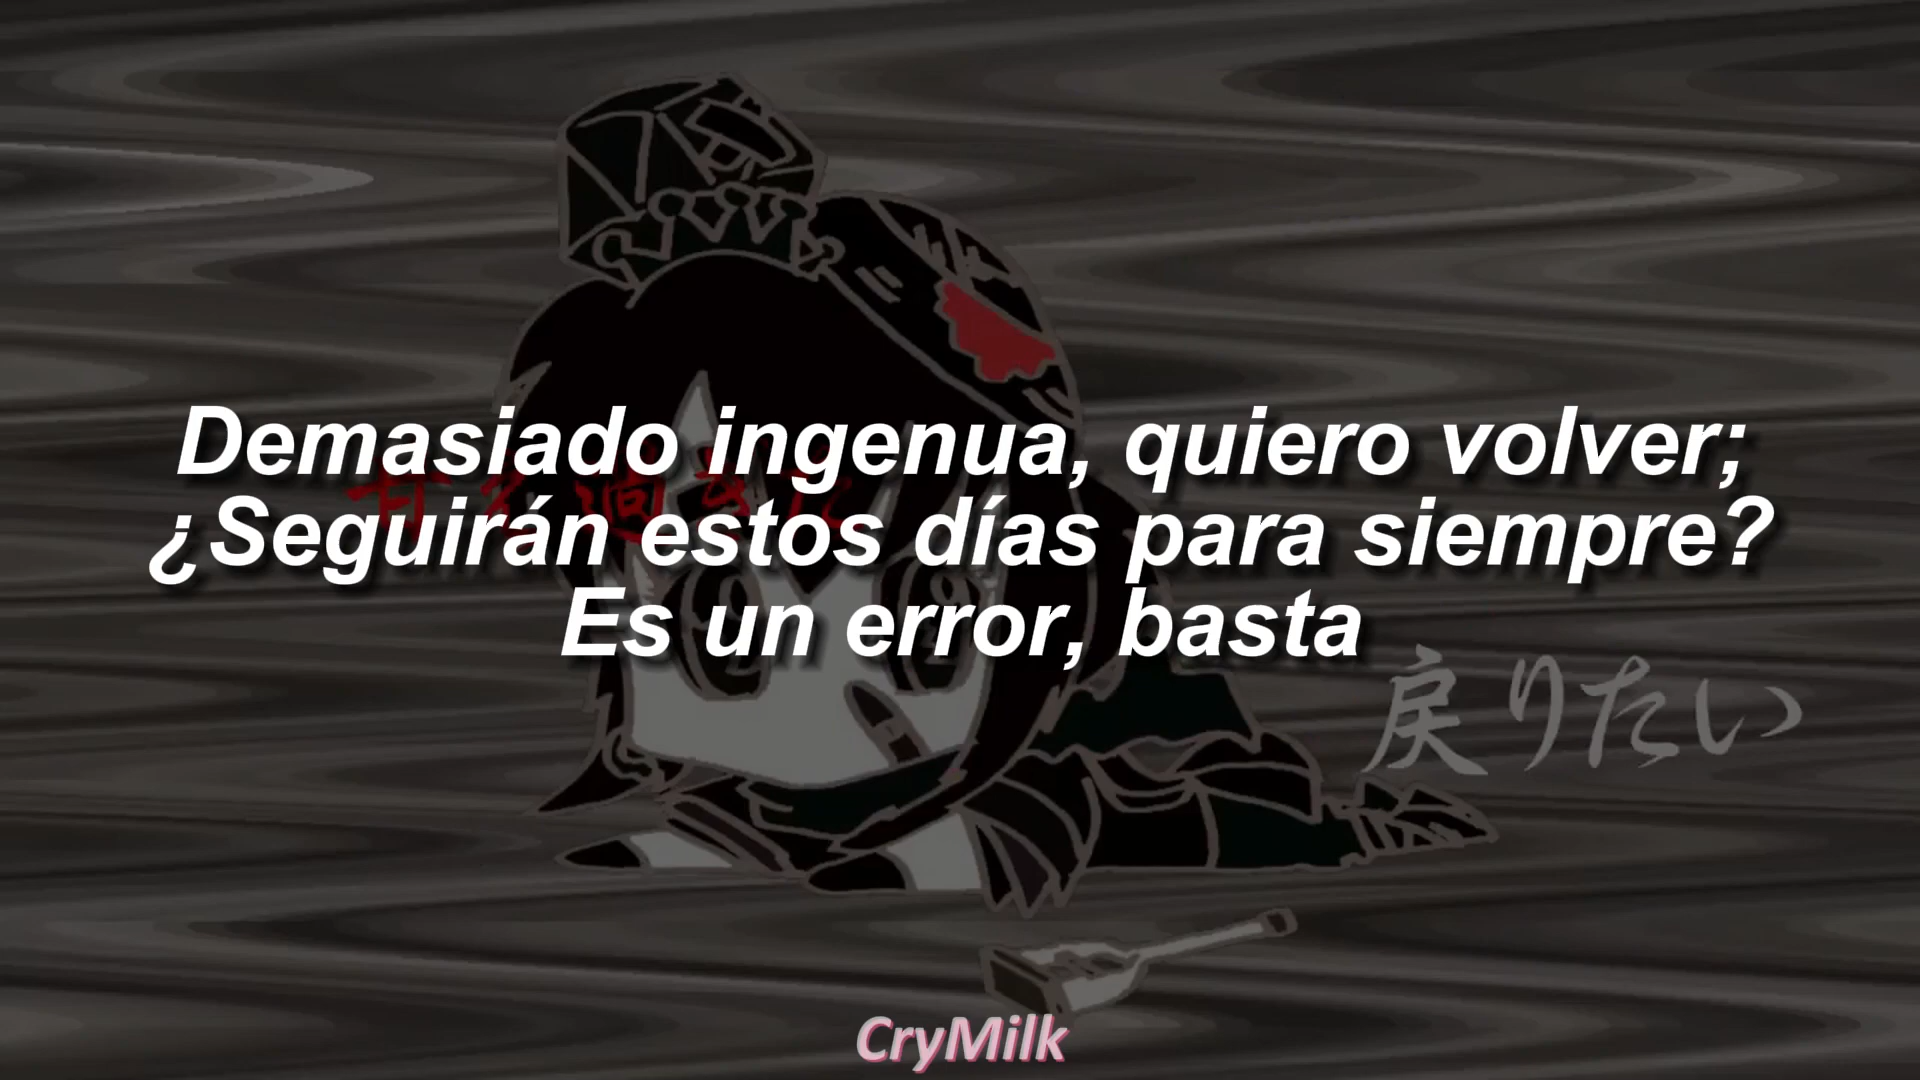 Demasiado ingenua, quiero volver;
¿Seguirán estos días para siempre?
Es un error, basta
戻りたい
CryMilk